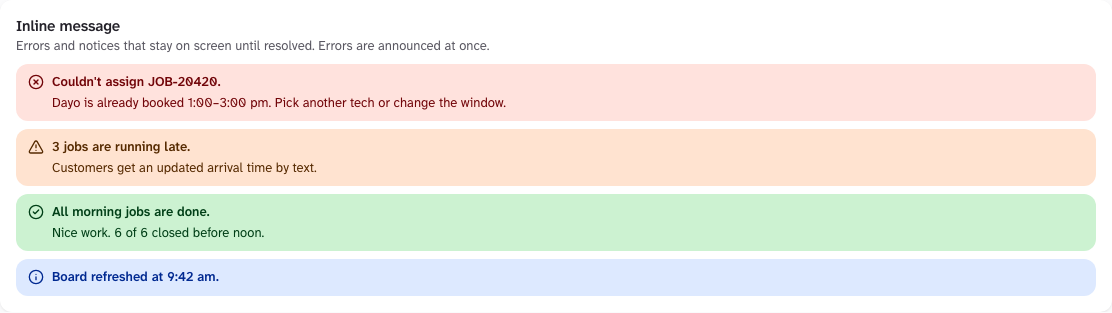 Inline message
Errors and notices that stay on screen until resolved. Errors are announced at once.
Couldn't assign JOB-20420.
Dayo is already booked 1:00–3:00 pm. Pick another tech or change the window.
3 jobs are running late.
Customers get an updated arrival time by text.
All morning jobs are done.
Nice work. 6 of 6 closed before noon.
Board refreshed at 9:42 am.